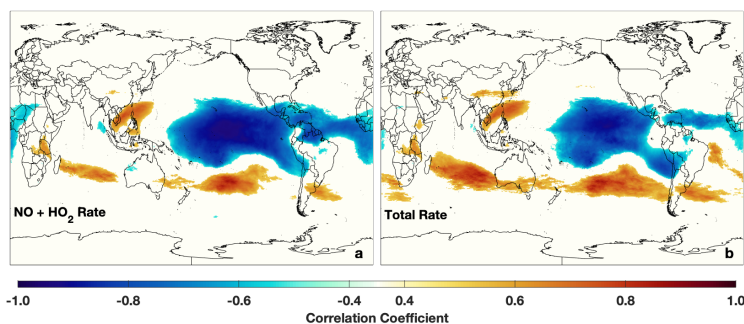 NO + HO2 Rate
a
Total Rate
b
-1.0 -0.8 -0.6 -0.4 0.4 0.6 0.8 1.0
Correlation Coefficient